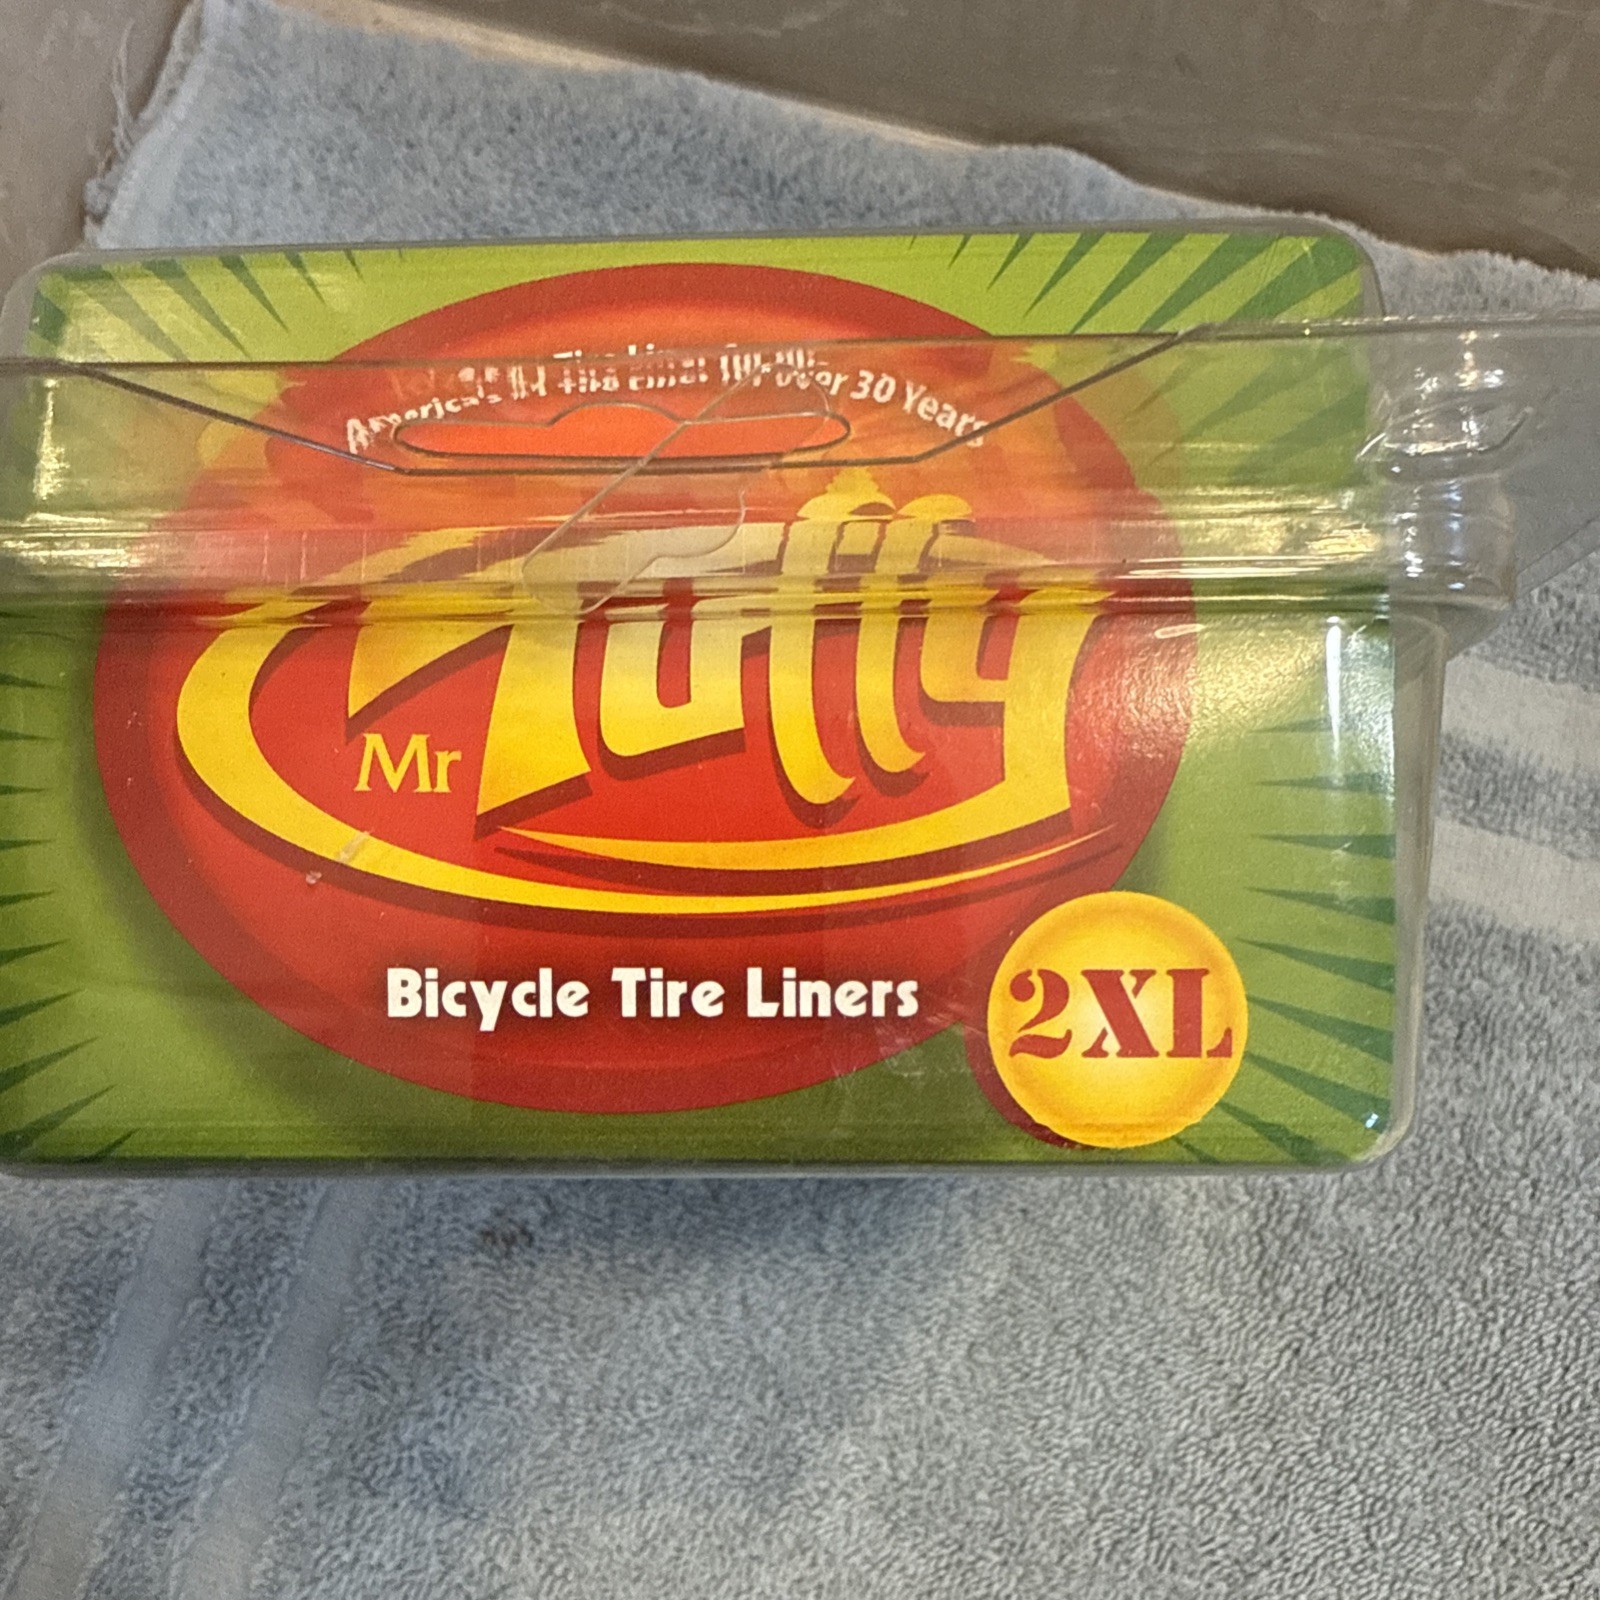 America's #1 Tire Liner for Over 30 Years
Mr Tuffy
Bicycle Tire Liners
2XL